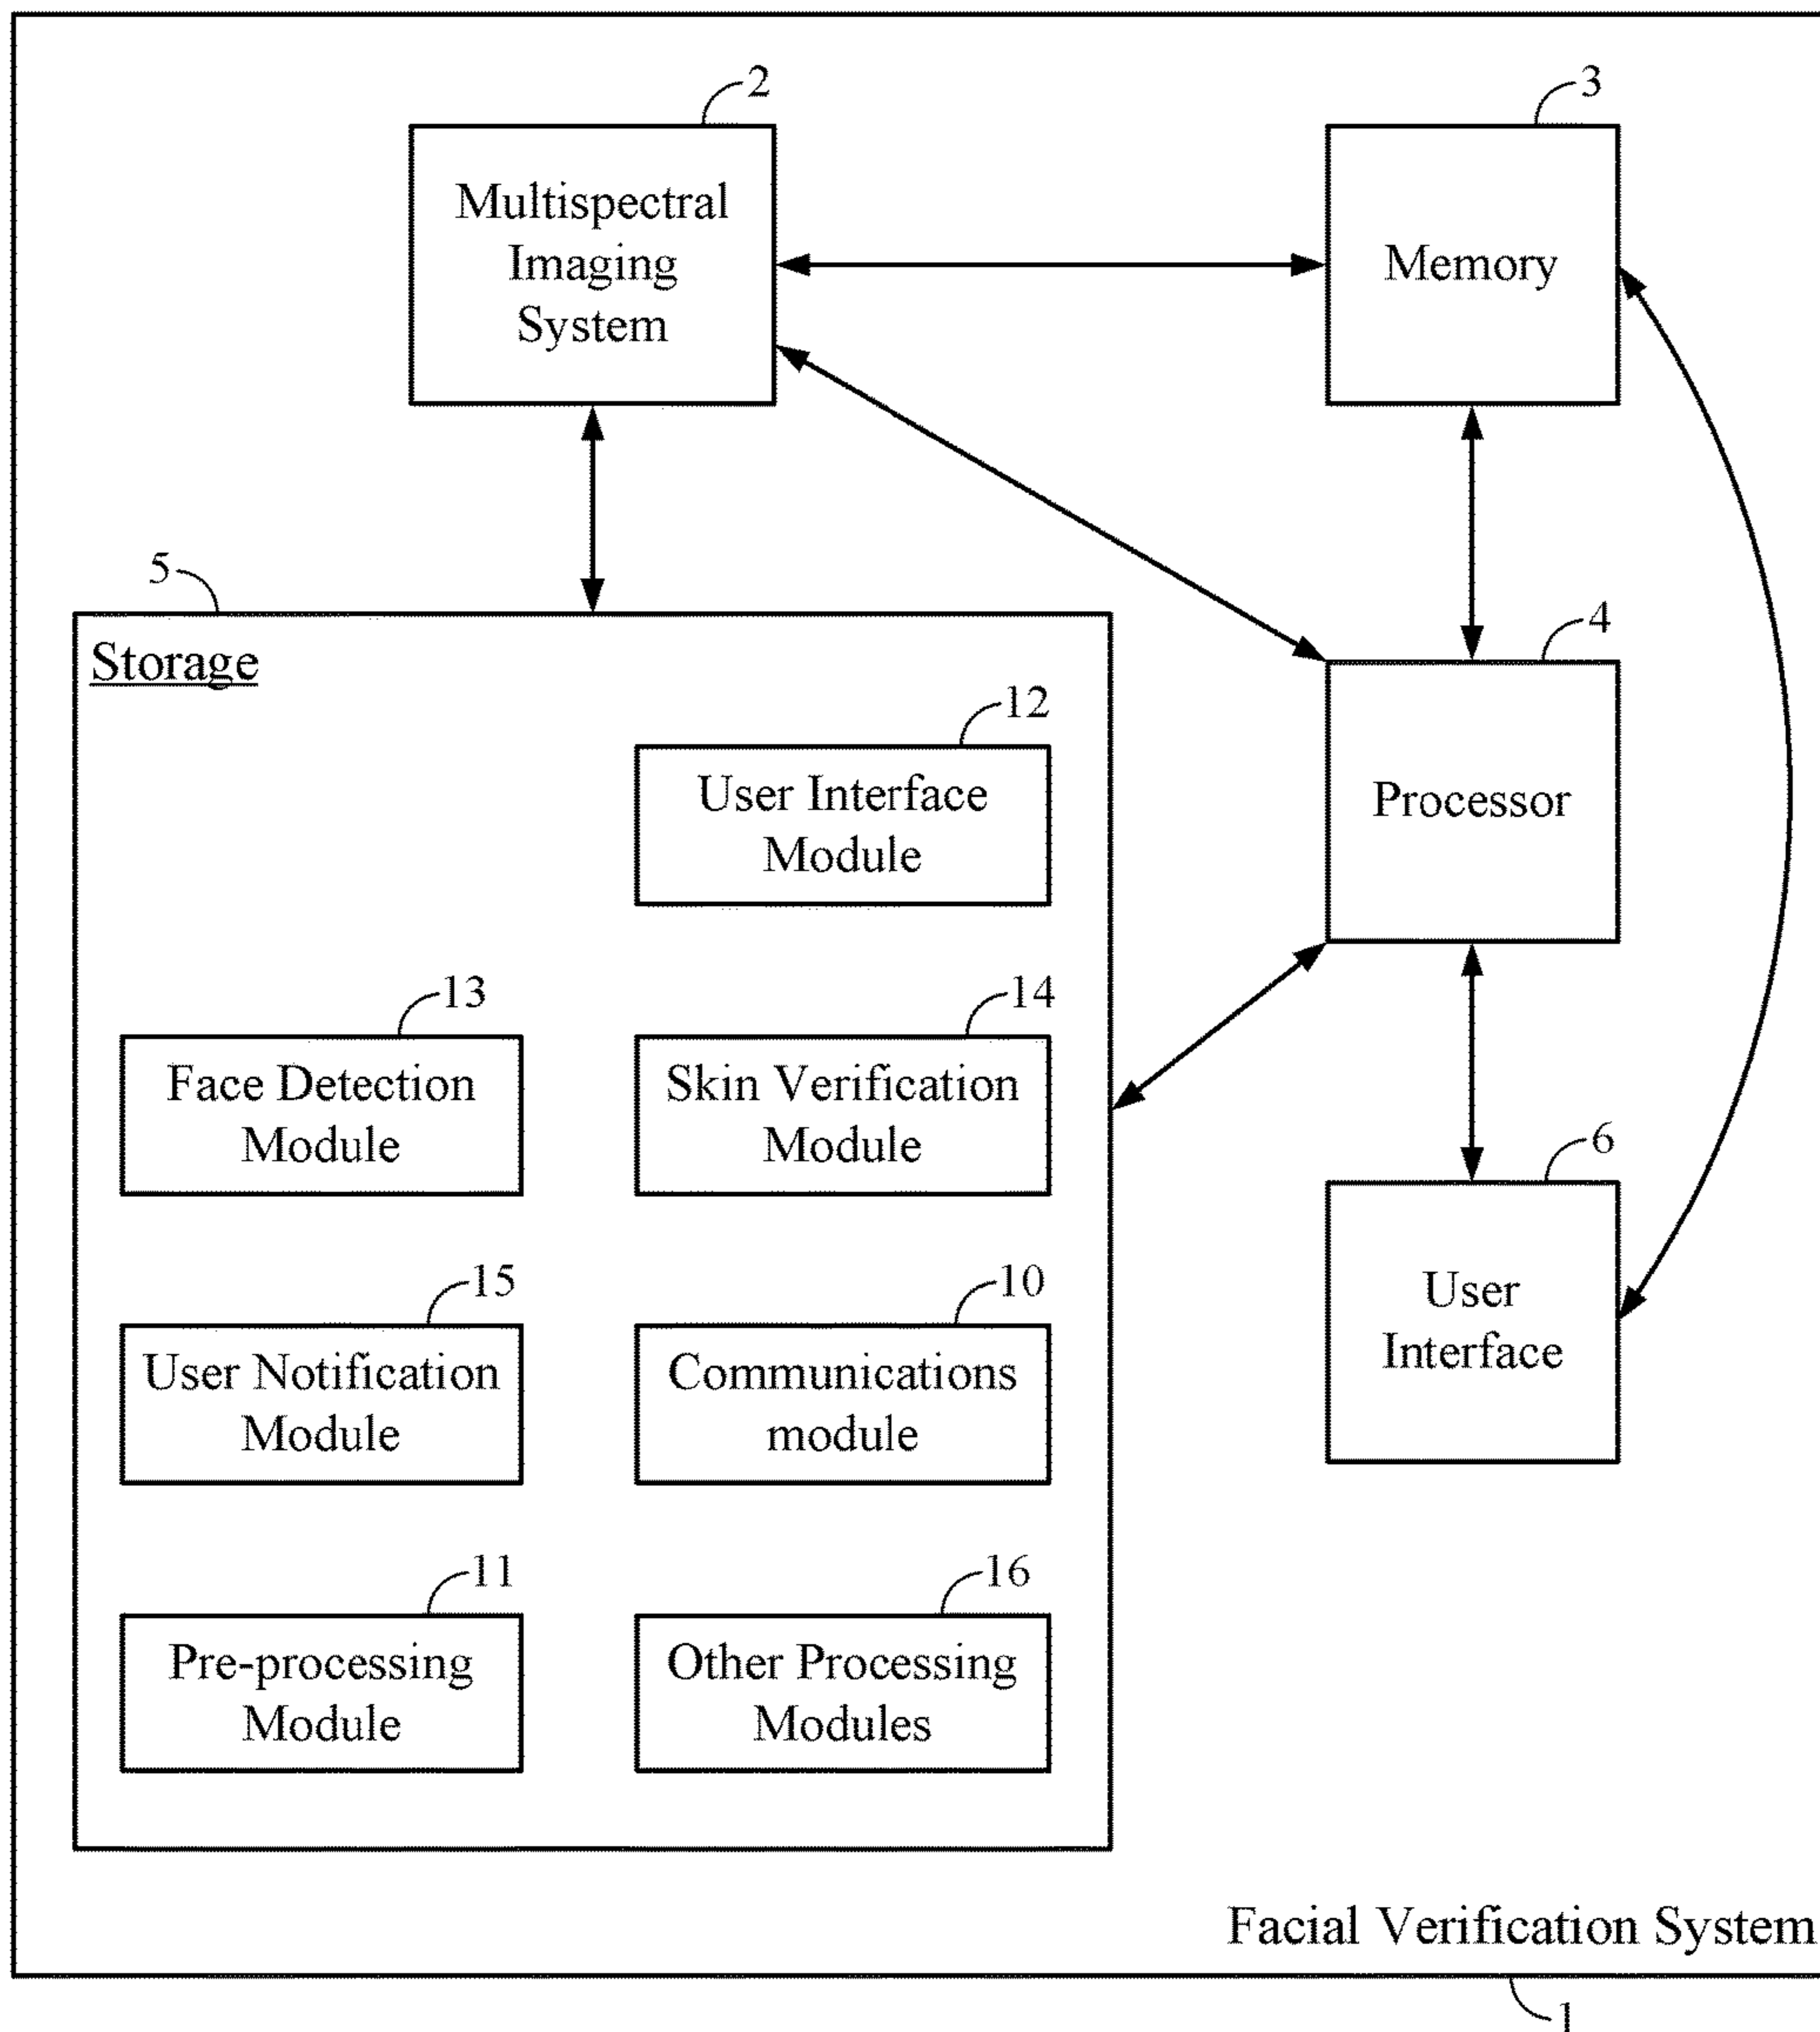 2
Multispectral
Imaging
System
3
Memory
5
Storage
4
Processor
12
User Interface
Module
13
Face Detection
Module
14
Skin Verification
Module
6
User
Interface
15
User Notification
Module
10
Communications
module
11
Pre-processing
Module
16
Other Processing
Modules
Facial Verification System
1